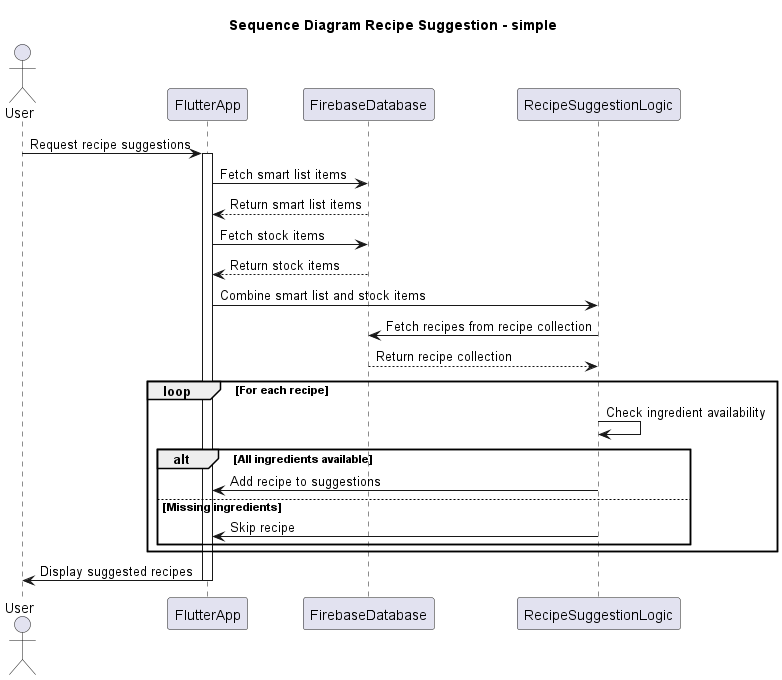 Sequence Diagram Recipe Suggestion - simple
User
FlutterApp
FirebaseDatabase
RecipeSuggestionLogic
Request recipe suggestions
Fetch smart list items
Return smart list items
Fetch stock items
Return stock items
Combine smart list and stock items
Fetch recipes from recipe collection
Return recipe collection
loop
[For each recipe]
Check ingredient availability
alt
[All ingredients available]
Add recipe to suggestions
[Missing ingredients]
Skip recipe
Display suggested recipes
User
FlutterApp
FirebaseDatabase
RecipeSuggestionLogic